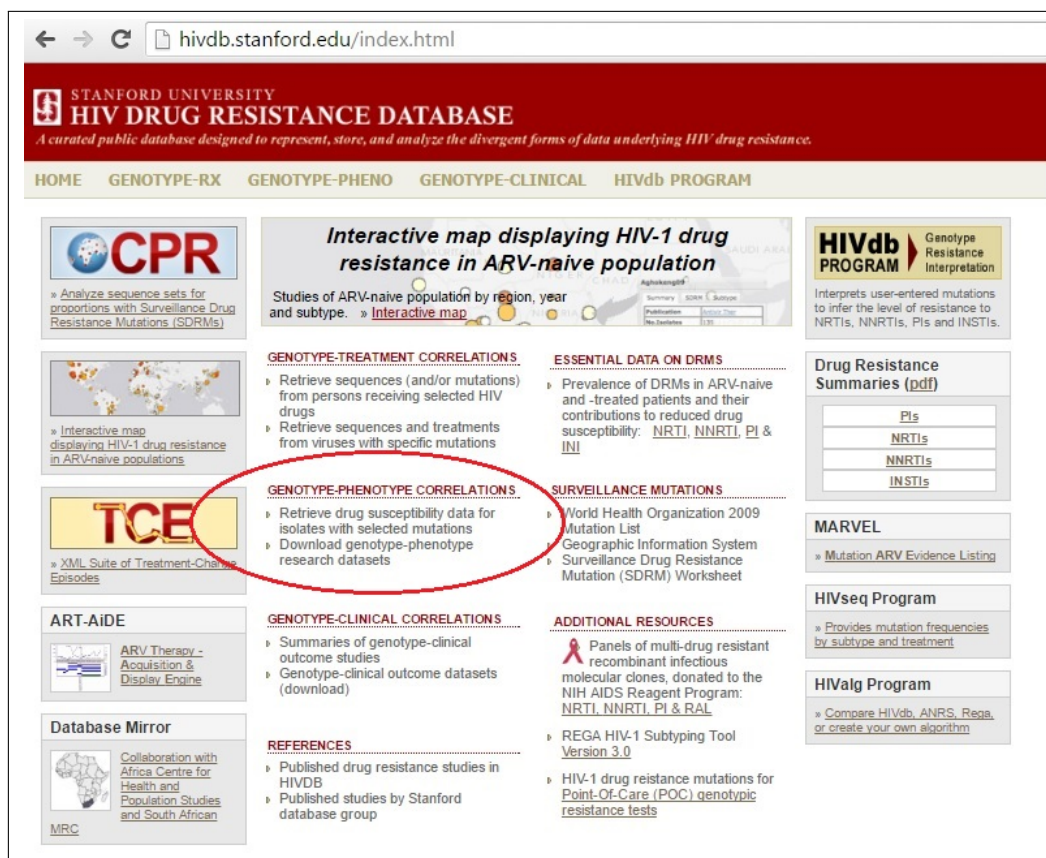 hivdb.stanford.edu/index.html
STANFORD UNIVERSITY
HIV DRUG RESISTANCE DATABASE
A curated public database designed to represent, store, and analyze the divergent forms of data underlying HIV drug resistance.
HOME GENOTYPE-RX GENOTYPE-PHENO GENOTYPE-CLINICAL HIVdb PROGRAM
CPR
» Analyze sequence sets for
proportions with Surveillance Drug
Resistance Mutations (SDRMs)
» Interactive map
displaying HIV-1 drug resistance
in ARV-naive populations
TCE
» XML Suite of Treatment-Change
Episodes
ART-AiDE
ARV Therapy -
Acquisition &
Display Engine
Database Mirror
Collaboration with
Africa Centre for
Health and
Population Studies
and South African
MRC
Interactive map displaying HIV-1 drug
resistance in ARV-naive population
Studies of ARV-naive population by region, year
and subtype. » Interactive map
SAUDI ARA
NIGER
CHAD
Aghokeng09
Summary SDRM Subtype
Publication Antivir Ther
No.Isolates 135
GENOTYPE-TREATMENT CORRELATIONS
Retrieve sequences (and/or mutations)
from persons receiving selected HIV
drugs
Retrieve sequences and treatments
from viruses with specific mutations
GENOTYPE-PHENOTYPE CORRELATIONS
Retrieve drug susceptibility data for
isolates with selected mutations
Download genotype-phenotype
research datasets
GENOTYPE-CLINICAL CORRELATIONS
Summaries of genotype-clinical
outcome studies
Genotype-clinical outcome datasets
(download)
REFERENCES
Published drug resistance studies in
HIVDB
Published studies by Stanford
database group
ESSENTIAL DATA ON DRMS
Prevalence of DRMs in ARV-naive
and -treated patients and their
contributions to reduced drug
susceptibility: NRTI, NNRTI, PI &
INI
SURVEILLANCE MUTATIONS
World Health Organization 2009
Mutation List
Geographic Information System
Surveillance Drug Resistance
Mutation (SDRM) Worksheet
ADDITIONAL RESOURCES
Panels of multi-drug resistant
recombinant infectious
molecular clones, donated to the
NIH AIDS Reagent Program:
NRTI, NNRTI, PI & RAL
REGA HIV-1 Subtyping Tool
Version 3.0
HIV-1 drug reistance mutations for
Point-Of-Care (POC) genotypic
resistance tests
HIVdb PROGRAM
Genotype
Resistance
Interpretation
Interprets user-entered mutations
to infer the level of resistance to
NRTIs, NNRTIs, PIs and INSTIs.
Drug Resistance
Summaries (pdf)
PIs
NRTIs
NNRTIs
INSTIs
MARVEL
» Mutation ARV Evidence Listing
HIVseq Program
» Provides mutation frequencies
by subtype and treatment
HIValg Program
» Compare HIVdb, ANRS, Rega,
or create your own algorithm